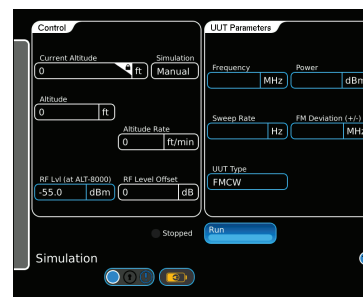 Control
UUT Parameters
Current Altitude
Simulation
0 ft
Manual
Frequency
Power
MHz
dBm
Altitude
0 ft
Sweep Rate
FM Deviation (+/-)
Hz
MHz
Altitude Rate
0 ft/min
UUT Type
FMCW
RF Lvl (at ALT-8000)
RF Level Offset
-55.0 dBm
0 dB
Stopped
Run
Simulation